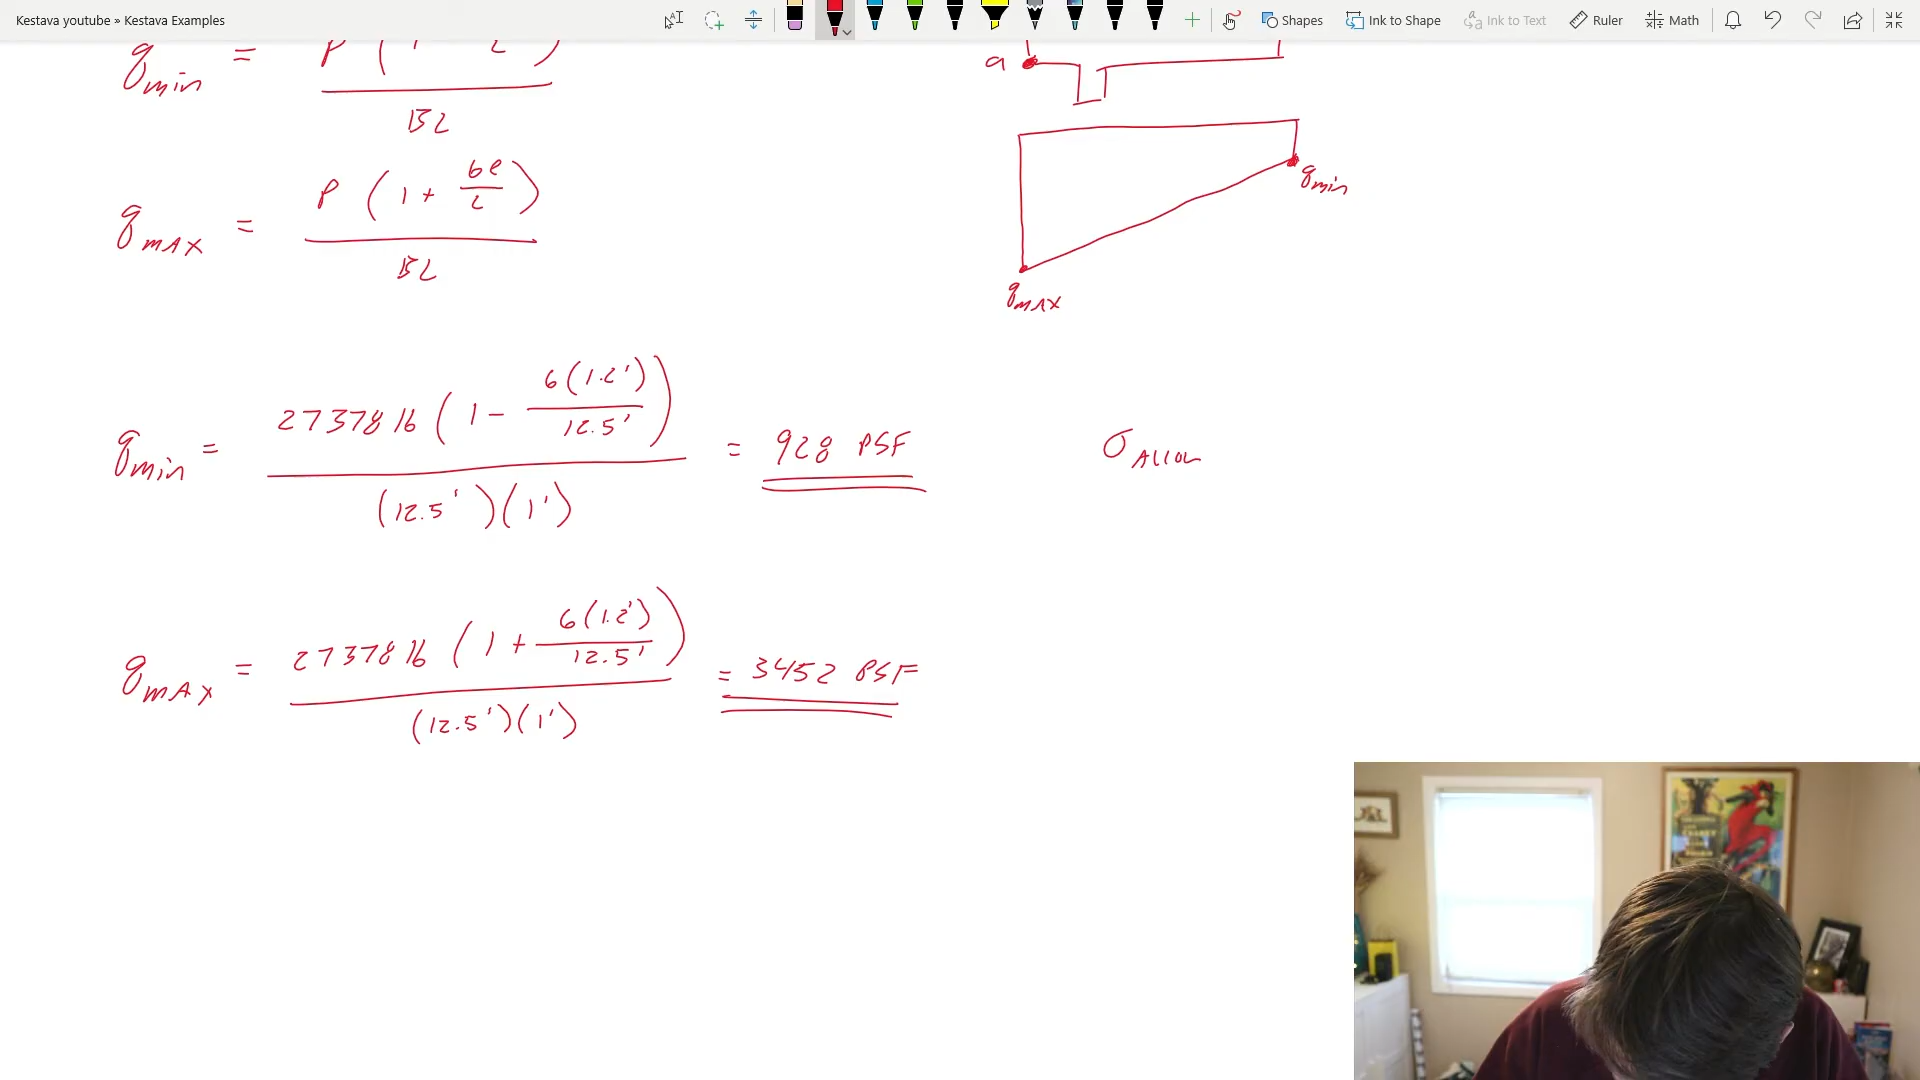 Kestava youtube » Kestava Examples
Shapes
Ink to Shape
Ink to Text
Ruler
Math
qmin = P (1
BL
a
qmin
qMAX
qMAX = P (1 + 6e/L)
BL
qmin = 27378 lb (1 - 6(1.2')/12.5') = 928 PSF
(12.5')(1')
σAllow
qMAX = 27378 lb (1 + 6(1.2')/12.5') = 3452 PSF
(12.5')(1')